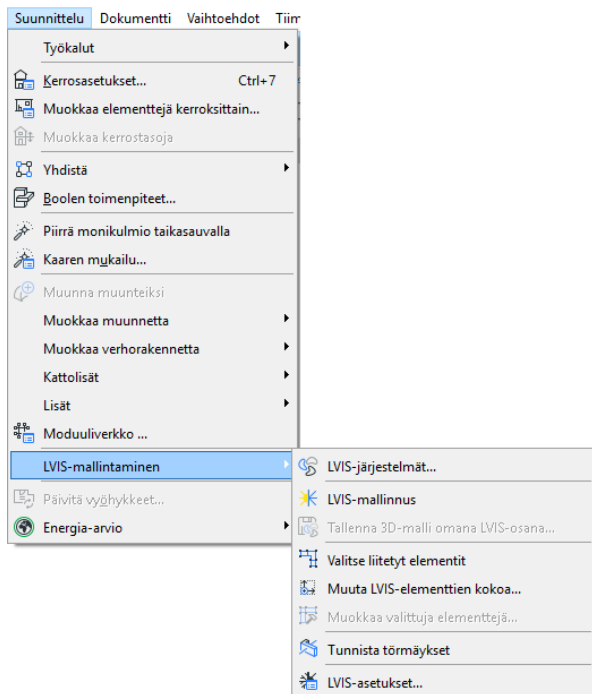 Suunnittelu Dokumentti Vaihtoehdot Tiim
Työkalut
Kerrosasetukset... Ctrl+7
Muokkaa elementtejä kerroksittain...
Muokkaa kerrostasoja
Yhdistä
Boolen toimenpiteet...
Piirrä monikulmio taikasauvalla
Kaaren mukailu...
Muunna muunteiksi
Muokkaa muunnetta
Muokkaa verhorakennetta
Kattolisät
Lisät
Moduuliverkko ...
LVIS-mallintaminen
Päivitä vyöhykkeet...
Energia-arvio
LVIS-järjestelmät...
LVIS-mallinnus
Tallenna 3D-malli omana LVIS-osana...
Valitse liitetyt elementit
Muuta LVIS-elementtien kokoa...
Muokkaa valittuja elementtejä...
Tunnista törmäykset
LVIS-asetukset...